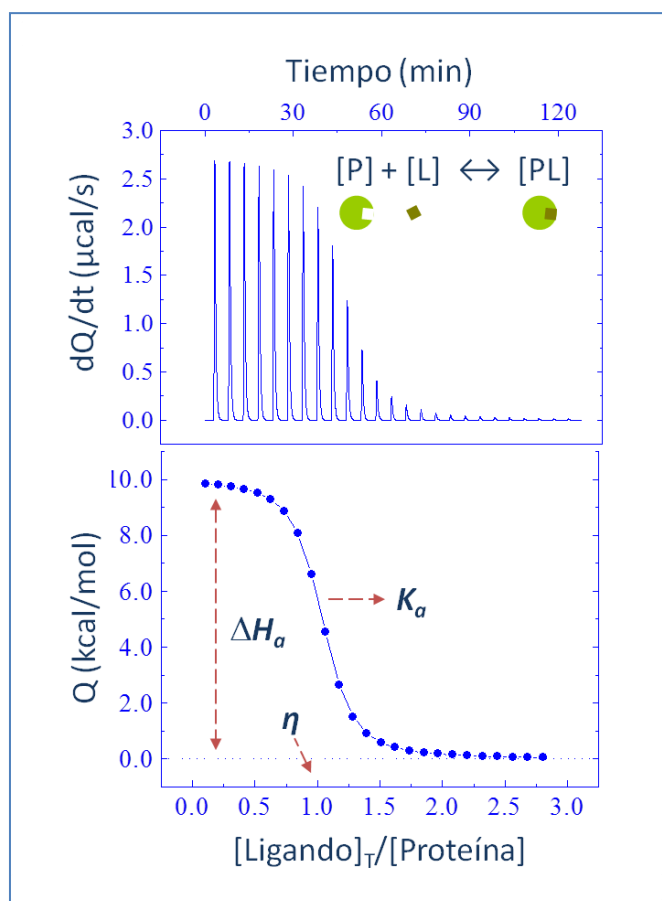 Tiempo (min)
0 30 60 90 120
3.0
2.5
2.0
1.5
1.0
0.5
0.0
dQ/dt (µcal/s)
[P] + [L] ↔ [PL]
10.0
8.0
6.0
4.0
2.0
0.0
Q (kcal/mol)
ΔHₐ
Kₐ
η
0.0 0.5 1.0 1.5 2.0 2.5 3.0
[Ligando]T/[Proteína]